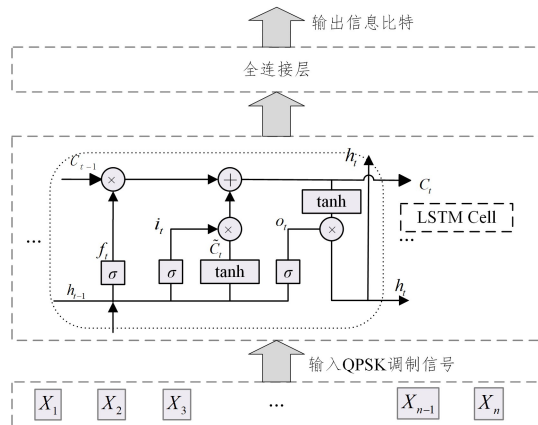 输出信息比特
全连接层
h_t
C_{t-1} × + C_t
tanh
LSTM Cell
i_t × o_t ×
... f_t C̃_t ...
σ σ tanh σ
h_{t-1} h_t
输入QPSK调制信号
X_1 X_2 X_3 ... X_{n-1} X_n